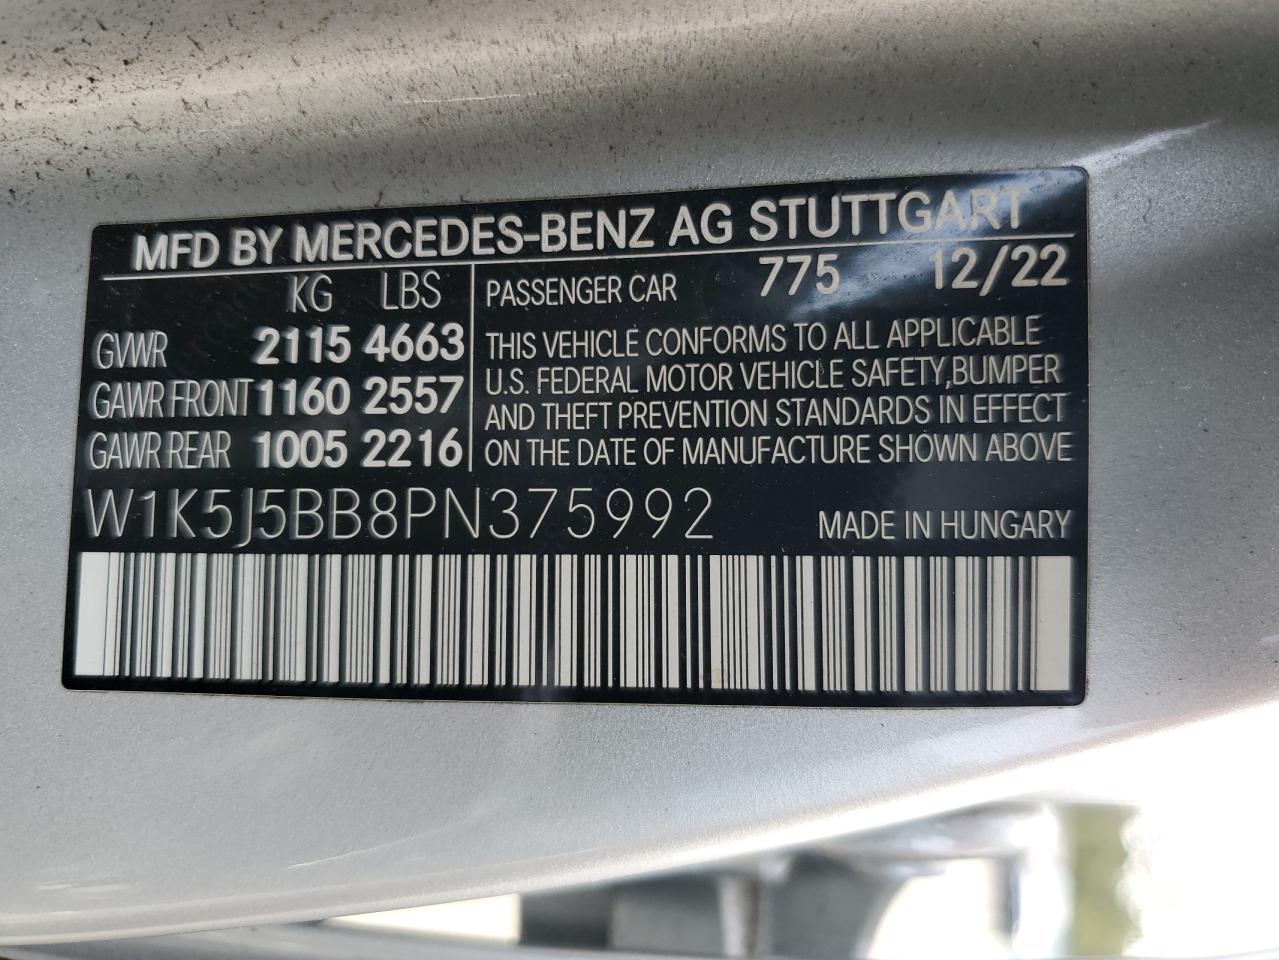 MFD BY MERCEDES-BENZ AG STUTTGART
KG LBS
GVWR 2115 4663
GAWR FRONT 1160 2557
GAWR REAR 1005 2216
PASSENGER CAR 775 12/22
THIS VEHICLE CONFORMS TO ALL APPLICABLE
U.S. FEDERAL MOTOR VEHICLE SAFETY,BUMPER
AND THEFT PREVENTION STANDARDS IN EFFECT
ON THE DATE OF MANUFACTURE SHOWN ABOVE
W1K5J5BB8PN375992
MADE IN HUNGARY